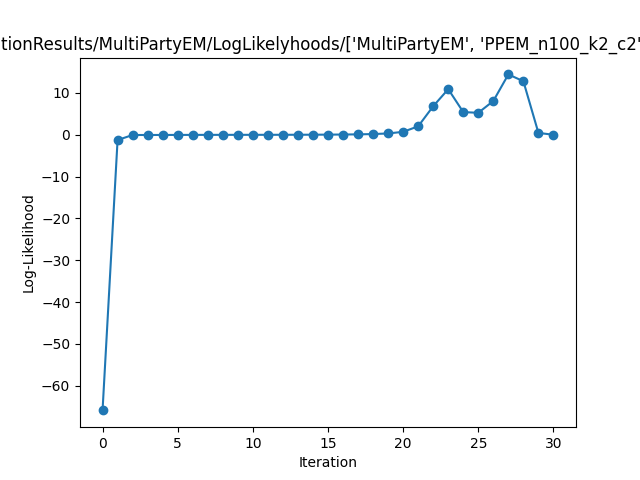 tionResults/MultiPartyEM/LogLikelyhoods/['MultiPartyEM', 'PPEM_n100_k2_c2'
10
0
−10
−20
−30
−40
−50
−60
Log-Likelihood
0 5 10 15 20 25 30
Iteration